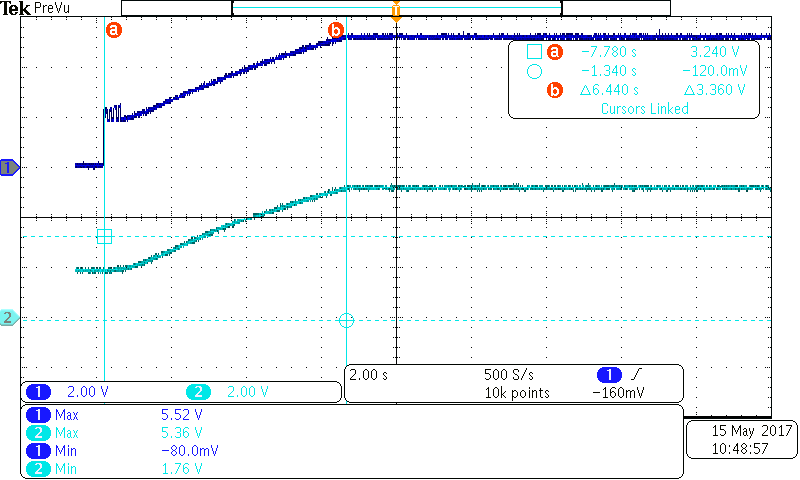 Tek PreVu
T
a b
a −7.780 s 3.240 V
−1.340 s −120.0mV
b △6.440 s △3.360 V
Cursors Linked
1
2
1 2.00 V 2 2.00 V
2.00 s 500 S/s 1
10k points −160mV
1 Max 5.52 V
2 Max 5.36 V
1 Min −80.0mV
2 Min 1.76 V
15 May 2017
10:48:57